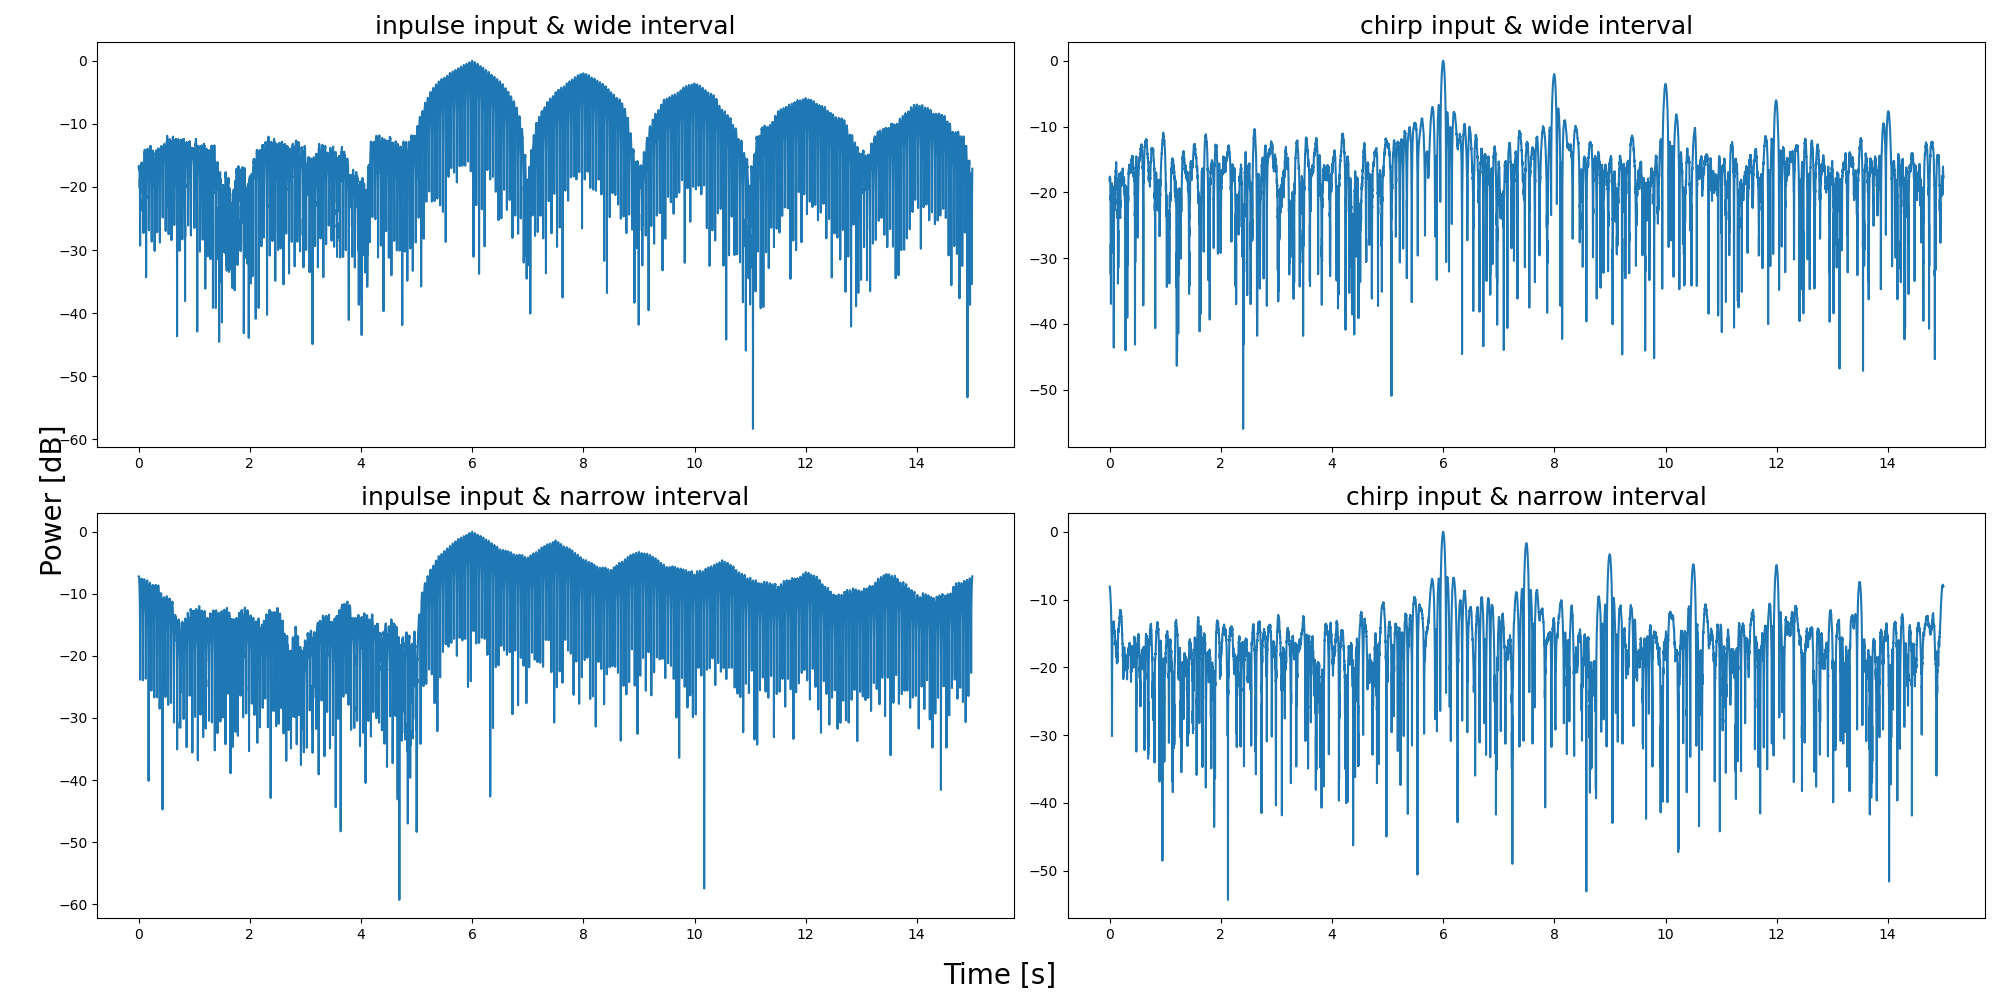 inpulse input & wide interval
0
−10
−20
−30
−40
−50
−60
0 2 4 6 8 10 12 14
chirp input & wide interval
0
−10
−20
−30
−40
−50
0 2 4 6 8 10 12 14
Power [dB]
inpulse input & narrow interval
0
−10
−20
−30
−40
−50
−60
0 2 4 6 8 10 12 14
chirp input & narrow interval
0
−10
−20
−30
−40
−50
0 2 4 6 8 10 12 14
Time [s]